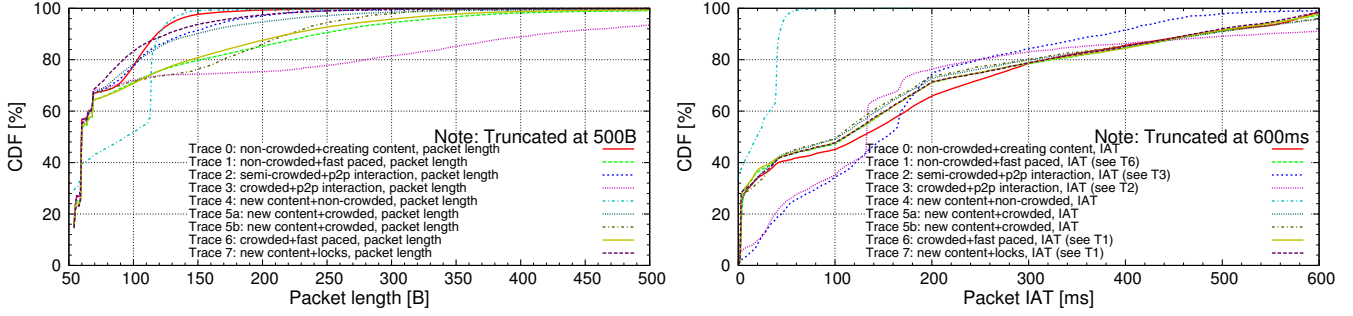 100
80
60
40
20
0
CDF [%]
Note: Truncated at 500B
Trace 0: non-crowded+creating content, packet length
Trace 1: non-crowded+fast paced, packet length
Trace 2: semi-crowded+p2p interaction, packet length
Trace 3: crowded+p2p interaction, packet length
Trace 4: new content+non-crowded, packet length
Trace 5a: new content+crowded, packet length
Trace 5b: new content+crowded, packet length
Trace 6: crowded+fast paced, packet length
Trace 7: new content+locks, packet length
50 100 150 200 250 300 350 400 450 500
Packet length [B]
100
80
60
40
20
0
CDF [%]
Note: Truncated at 600ms
Trace 0: non-crowded+creating content, IAT
Trace 1: non-crowded+fast paced, IAT (see T6)
Trace 2: semi-crowded+p2p interaction, IAT (see T3)
Trace 3: crowded+p2p interaction, IAT (see T2)
Trace 4: new content+non-crowded, IAT
Trace 5a: new content+crowded, IAT
Trace 5b: new content+crowded, IAT
Trace 6: crowded+fast paced, IAT (see T1)
Trace 7: new content+locks, IAT (see T1)
0 100 200 300 400 500 600
Packet IAT [ms]